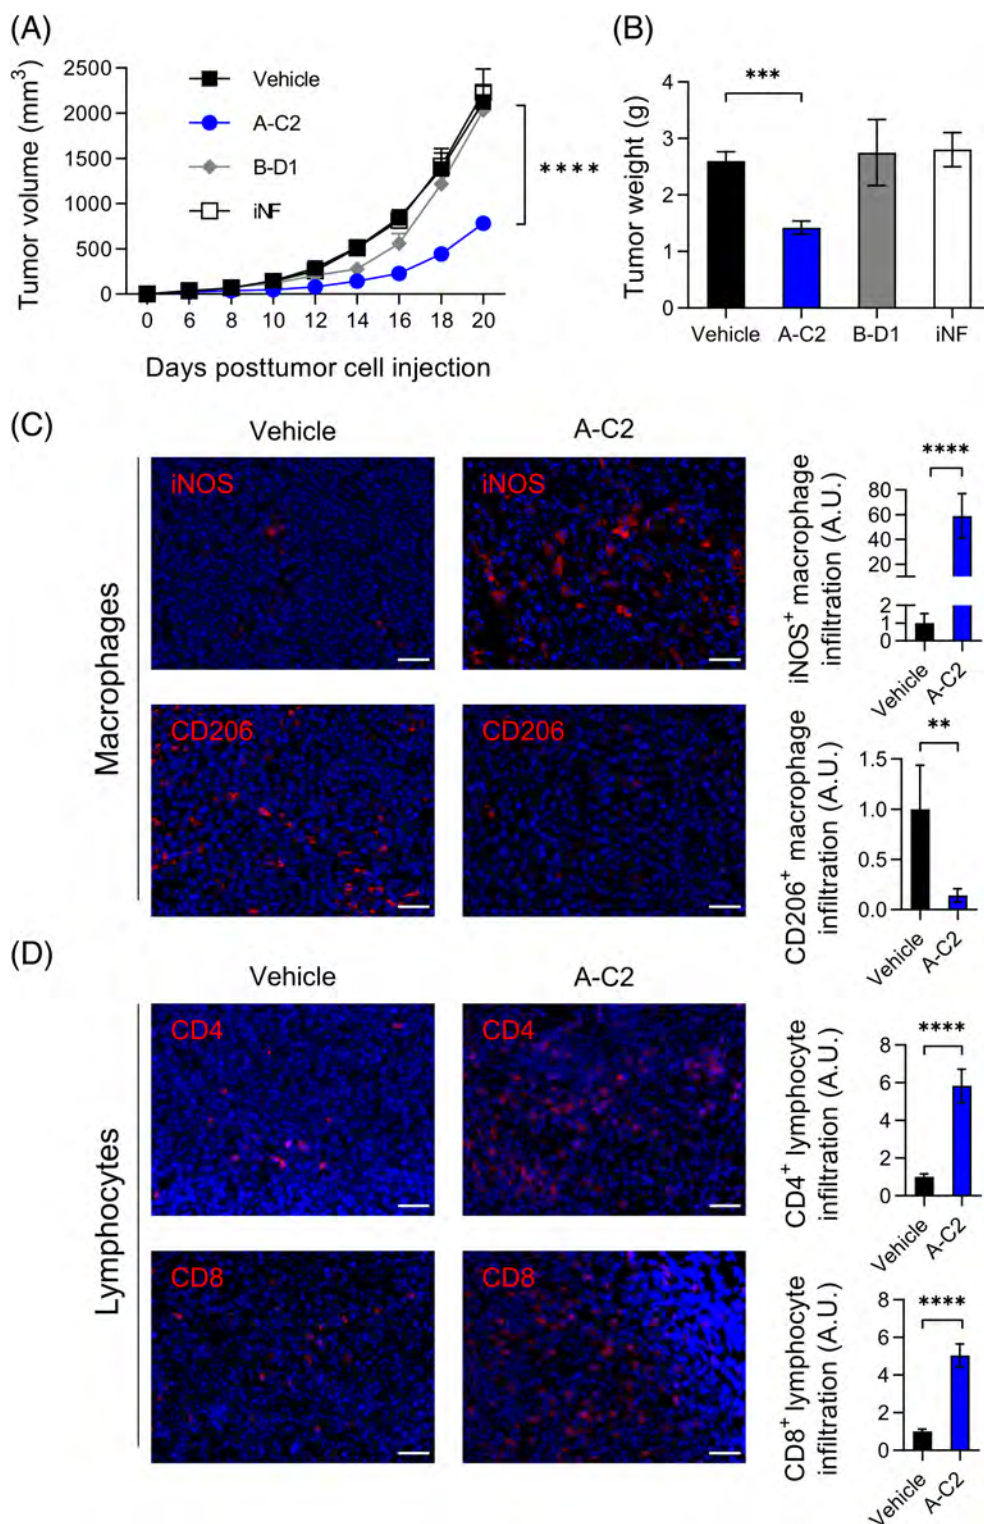 (A)
Tumor volume (mm³)
2500
2000
1500
1000
500
0
Vehicle
A-C2
B-D1
iNF
****
0 6 8 10 12 14 16 18 20
Days posttumor cell injection
(B)
Tumor weight (g)
4
3
2
1
0
***
Vehicle A-C2 B-D1 iNF
(C)
Vehicle A-C2
Macrophages
iNOS
iNOS
iNOS⁺ macrophage
infiltration (A.U.)
****
80
60
40
20
2
1
0
Vehicle
A-C2
CD206
CD206
CD206⁺ macrophage
infiltration (A.U.)
**
1.5
1.0
0.5
0.0
Vehicle
A-C2
(D)
Vehicle A-C2
Lymphocytes
CD4
CD4
CD4⁺ lymphocyte
infiltration (A.U.)
****
8
6
4
2
0
Vehicle
A-C2
CD8
CD8
CD8⁺ lymphocyte
infiltration (A.U.)
****
8
6
4
2
0
Vehicle
A-C2